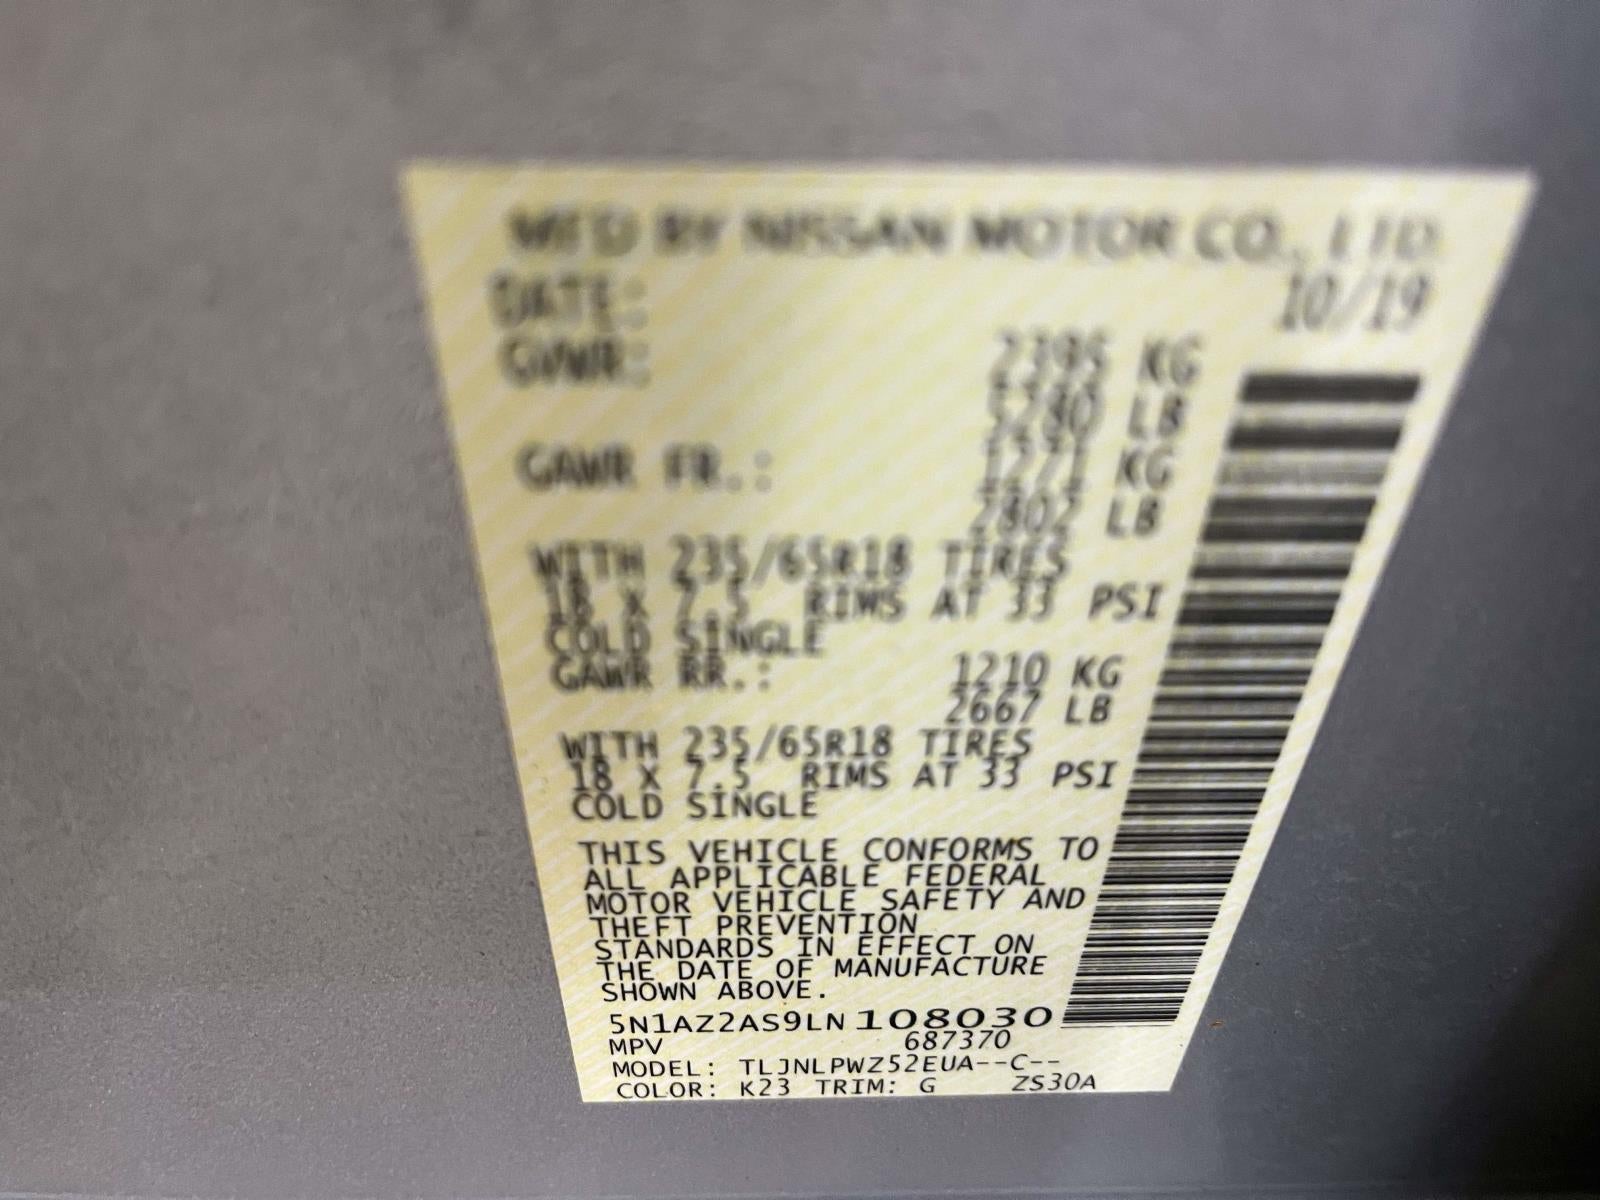 MFD BY NISSAN MOTOR CO., LTD.
DATE: 10/19
GVWR: 2395 KG
5280 LB
GAWR FR.: 1271 KG
2802 LB
WITH 235/65R18 TIRES
18 X 7.5 RIMS AT 33 PSI
COLD SINGLE
GAWR RR.: 1210 KG
2667 LB
WITH 235/65R18 TIRES
18 X 7.5 RIMS AT 33 PSI
COLD SINGLE
THIS VEHICLE CONFORMS TO
ALL APPLICABLE FEDERAL
MOTOR VEHICLE SAFETY AND
THEFT PREVENTION
STANDARDS IN EFFECT ON
THE DATE OF MANUFACTURE
SHOWN ABOVE.
5N1AZ2AS9LN108030
MPV 687370
MODEL: TLJNLPWZ52EUA--C--
COLOR: K23 TRIM: G ZS30A